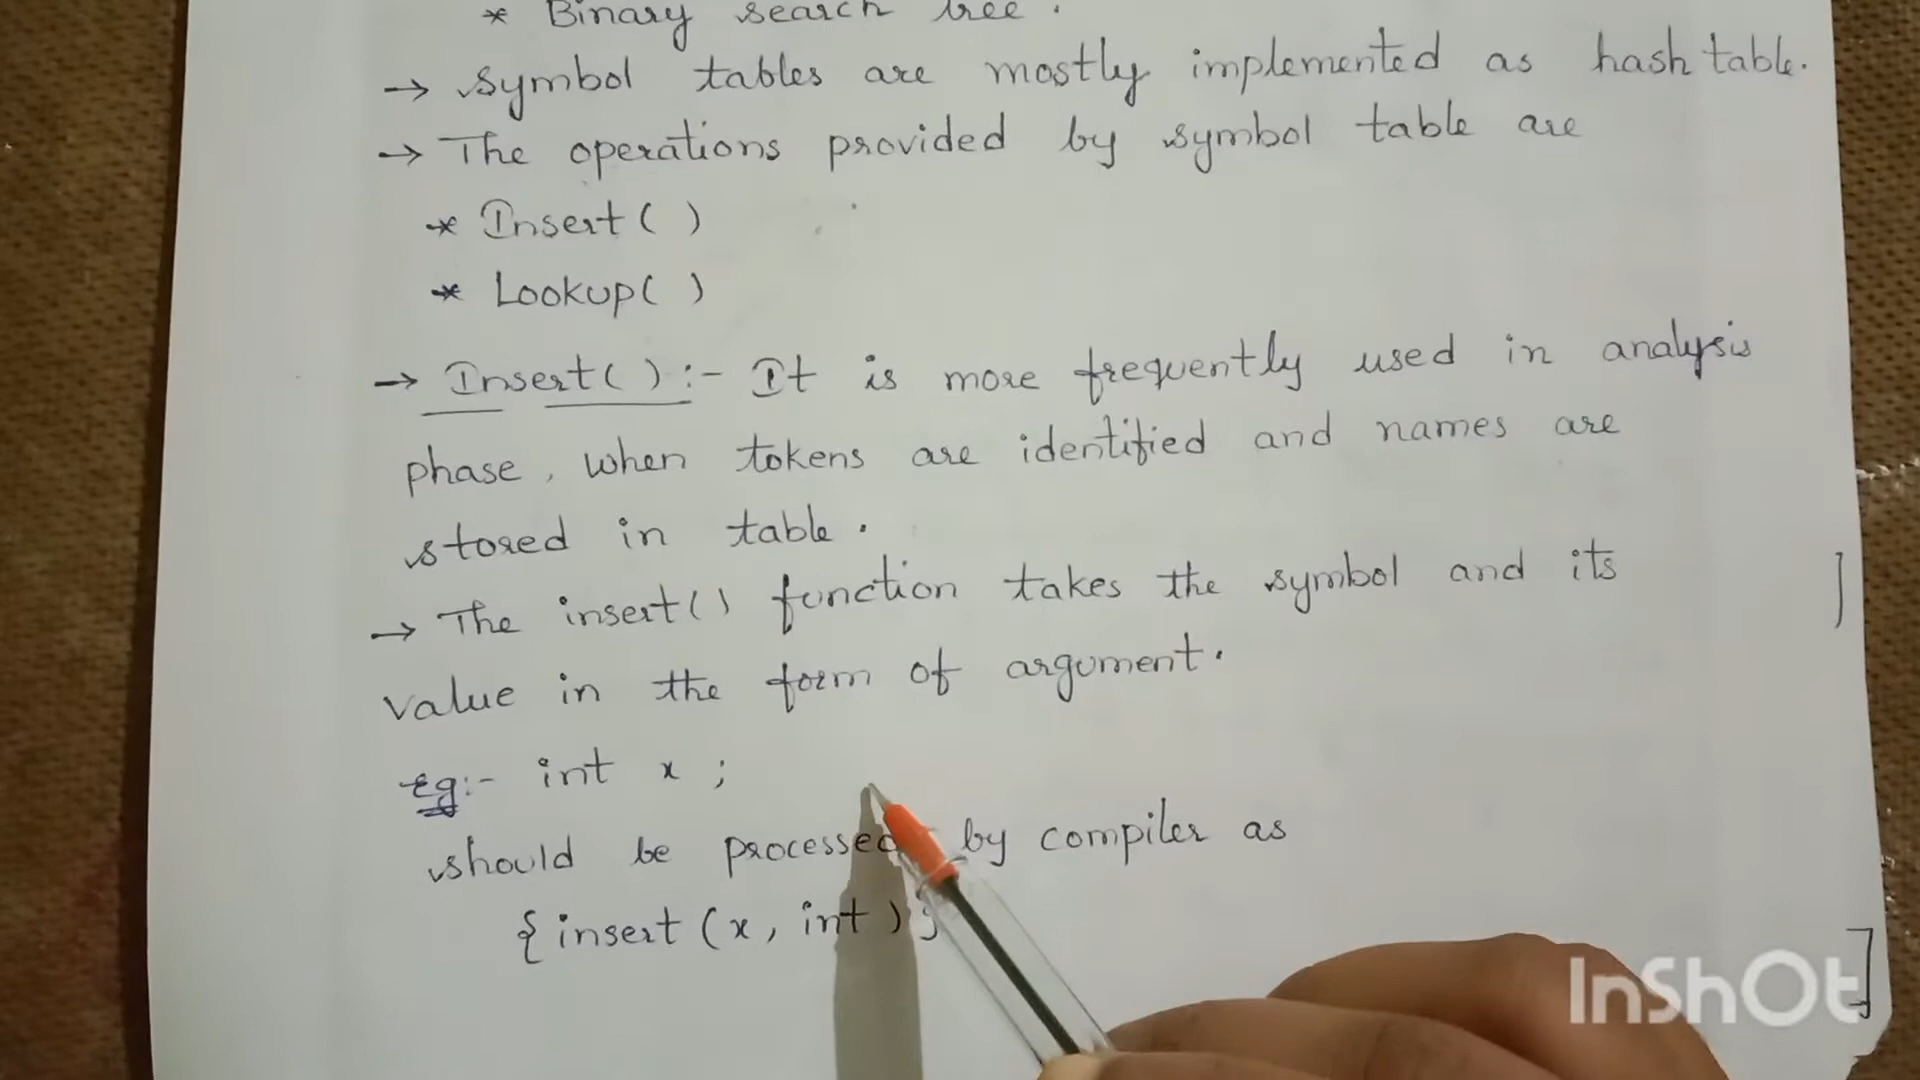 * Binary search tree.
→ symbol tables are mostly implemented as hash table.
→ The operations provided by symbol table are
* Insert( )
* Lookup( )
→ Insert( ) :- It is more frequently used in analysis
phase, when tokens are identified and names are
stored in table.
→ The insert() function takes the symbol and its
value in the form of argument.
eg:- int x ;
should be processed by compiler as
{insert (x, int)}
InShOt